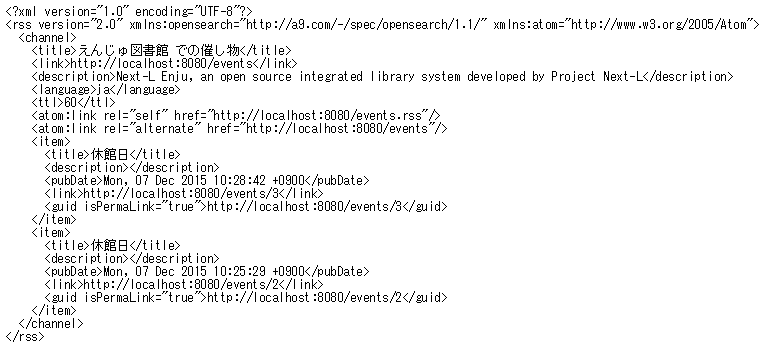 <?xml version="1.0" encoding="UTF-8"?>
<rss version="2.0" xmlns:opensearch="http://a9.com/-/spec/opensearch/1.1/" xmlns:atom="http://www.w3.org/2005/Atom">
  <channel>
    <title>えんじゅ図書館 での催し物</title>
    <link>http://localhost:8080/events</link>
    <description>Next-L Enju, an open source integrated library system developed by Project Next-L</description>
    <language>ja</language>
    <ttl>60</ttl>
    <atom:link rel="self" href="http://localhost:8080/events.rss"/>
    <atom:link rel="alternate" href="http://localhost:8080/events"/>
    <item>
      <title>休館日</title>
      <description></description>
      <pubDate>Mon, 07 Dec 2015 10:28:42 +0900</pubDate>
      <link>http://localhost:8080/events/3</link>
      <guid isPermaLink="true">http://localhost:8080/events/3</guid>
    </item>
    <item>
      <title>休館日</title>
      <description></description>
      <pubDate>Mon, 07 Dec 2015 10:25:29 +0900</pubDate>
      <link>http://localhost:8080/events/2</link>
      <guid isPermaLink="true">http://localhost:8080/events/2</guid>
    </item>
  </channel>
</rss>